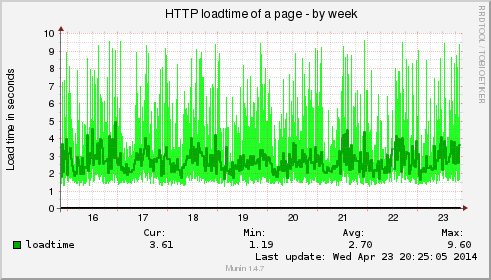 HTTP loadtime of a page - by week
RRDTOOL / TOBI OETIKER
Load time in seconds
10
9
8
7
6
5
4
3
2
1
0
16 17 18 19 20 21 22 23
Cur: Min: Avg: Max:
loadtime 3.61 1.19 2.70 9.60
Last update: Wed Apr 23 20:25:05 2014
Munin 1.4.7